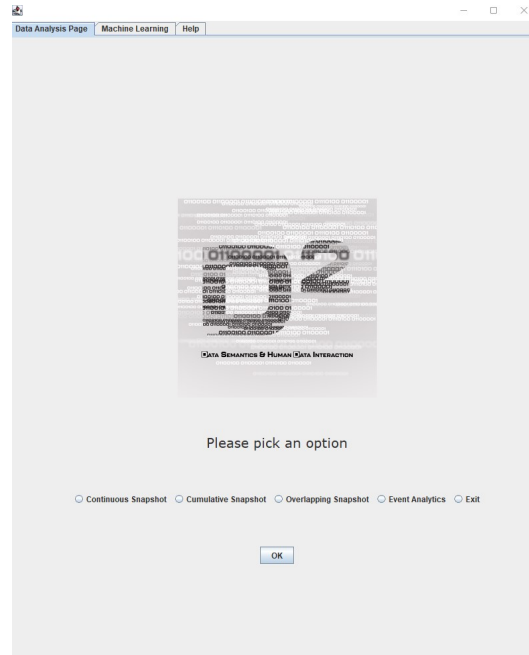 Data Analysis Page Machine Learning Help
D2
DATA SEMANTICS & HUMAN DATA INTERACTION
Please pick an option
Continuous Snapshot Cumulative Snapshot Overlapping Snapshot Event Analytics Exit
OK